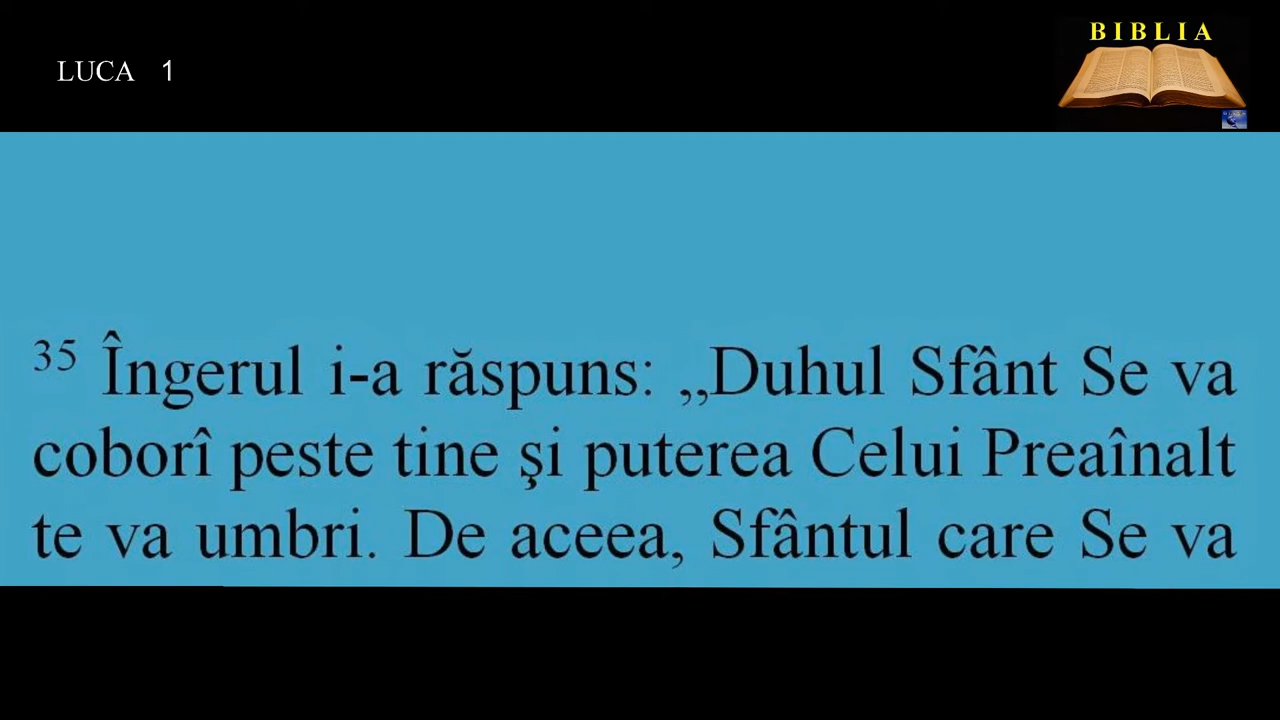 BIBLIA
LUCA 1
35 Îngerul i-a răspuns: ,,Duhul Sfânt Se va
coborî peste tine şi puterea Celui Preaînalt
te va umbri. De aceea, Sfântul care Se va